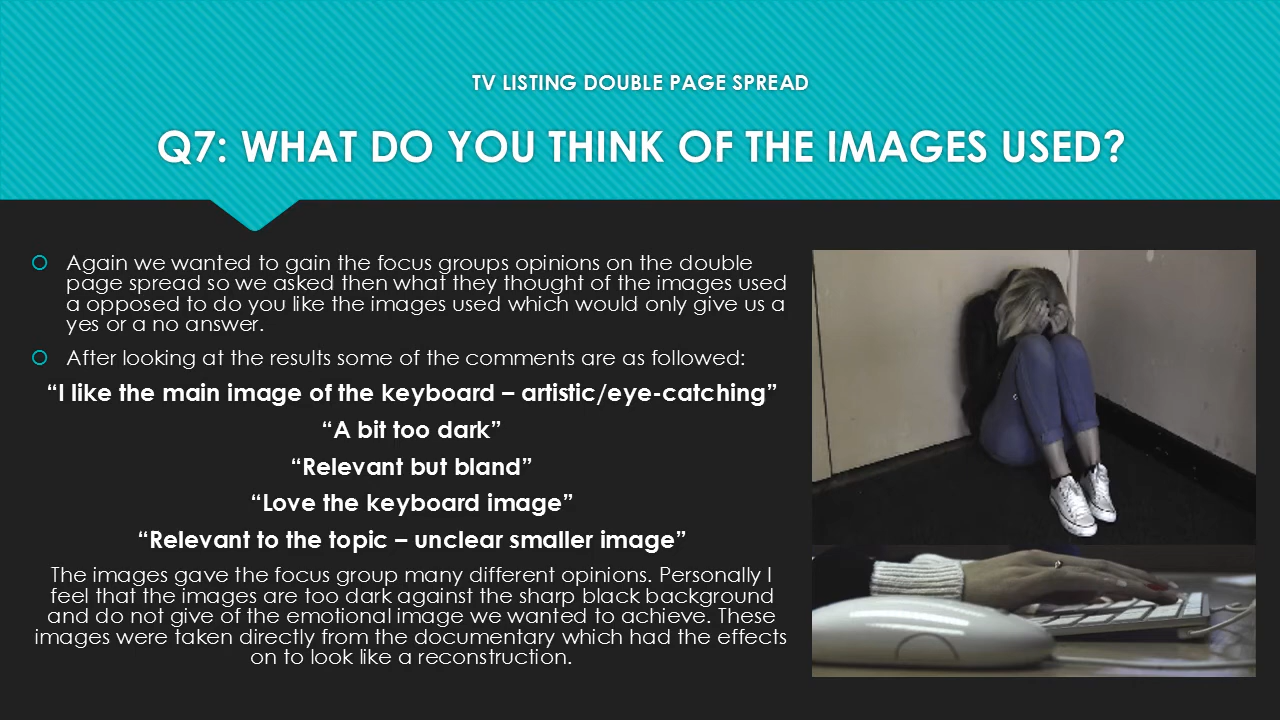 TV LISTING DOUBLE PAGE SPREAD
Q7: WHAT DO YOU THINK OF THE IMAGES USED?
Again we wanted to gain the focus groups opinions on the double
page spread so we asked then what they thought of the images used
a opposed to do you like the images used which would only give us a
yes or a no answer.
After looking at the results some of the comments are as followed:
“I like the main image of the keyboard – artistic/eye-catching”
“A bit too dark”
“Relevant but bland”
“Love the keyboard image”
“Relevant to the topic – unclear smaller image”
The images gave the focus group many different opinions. Personally I
feel that the images are too dark against the sharp black background
and do not give of the emotional image we wanted to achieve. These
images were taken directly from the documentary which had the effects
on to look like a reconstruction.